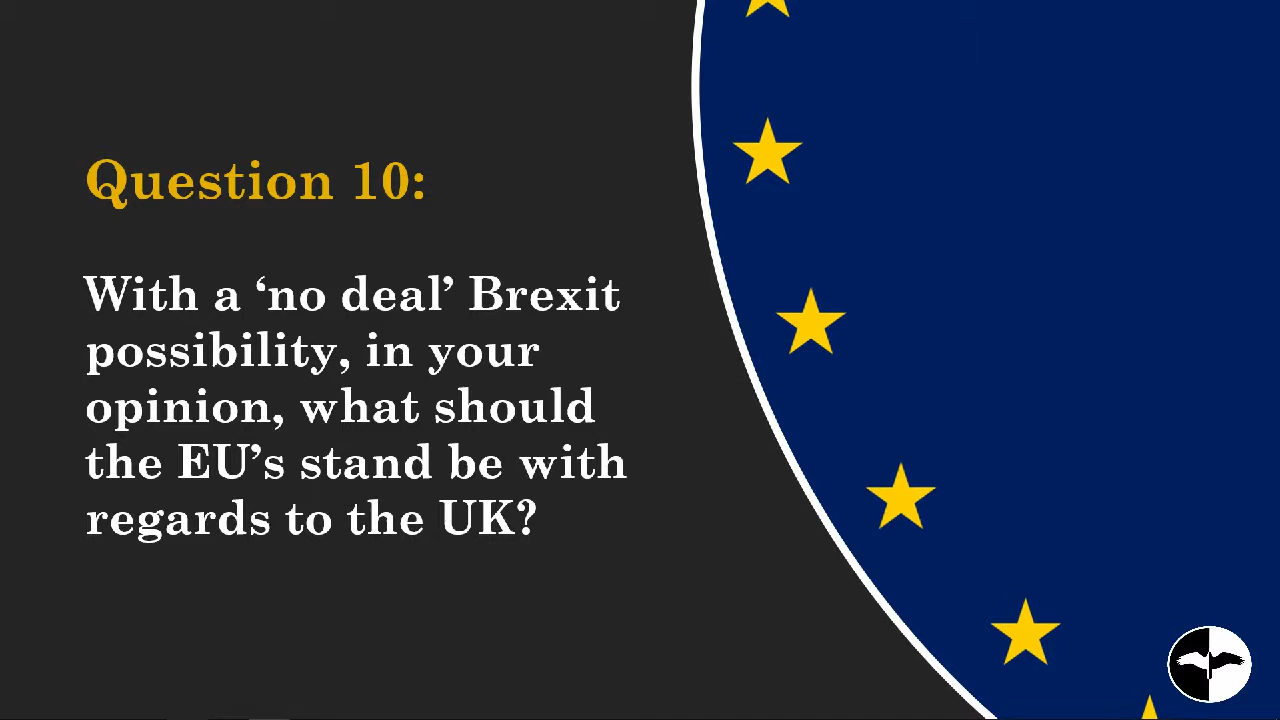 Question 10:
With a ‘no deal’ Brexit
possibility, in your
opinion, what should
the EU’s stand be with
regards to the UK?